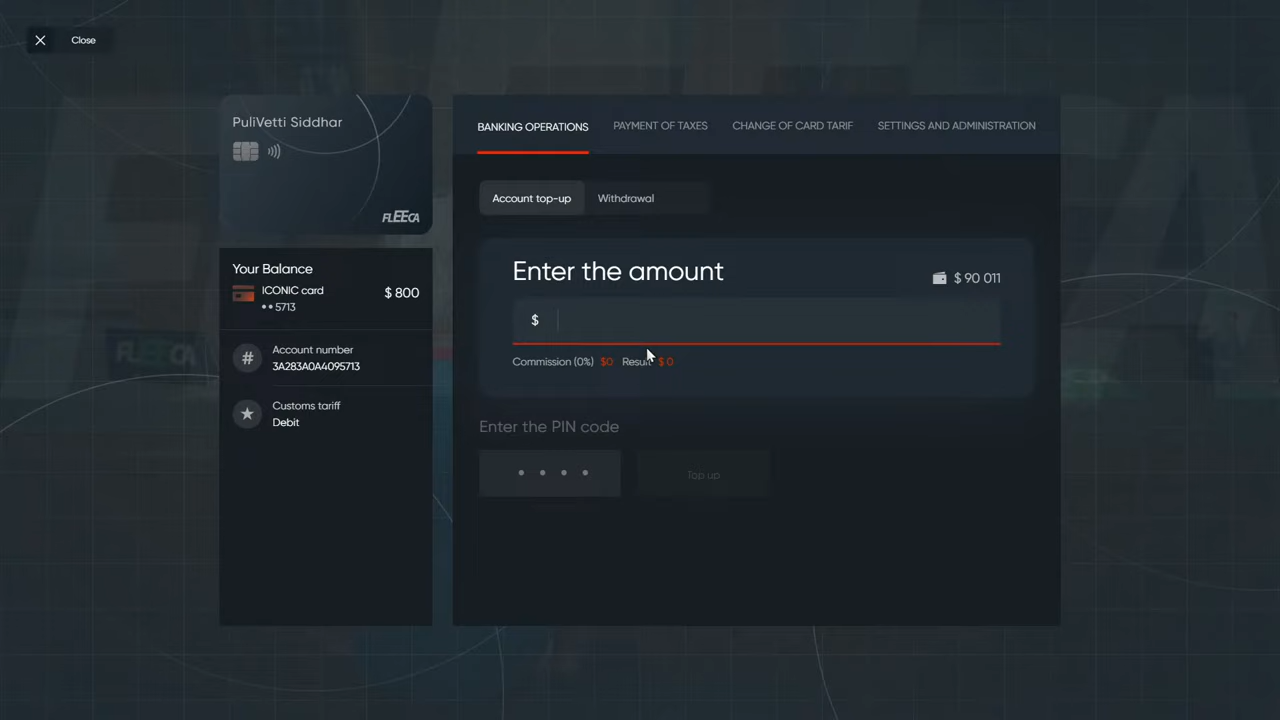 Close
PuliVetti Siddhar
FLEECA
Your Balance
ICONIC card
•• 5713
$ 800
Account number
3A283A0A4095713
Customs tariff
Debit
BANKING OPERATIONS
PAYMENT OF TAXES
CHANGE OF CARD TARIF
SETTINGS AND ADMINISTRATION
Account top-up
Withdrawal
Enter the amount
$ 90 011
$
Commission (0%) $0 Result $ 0
Enter the PIN code
Top up
FLEECA